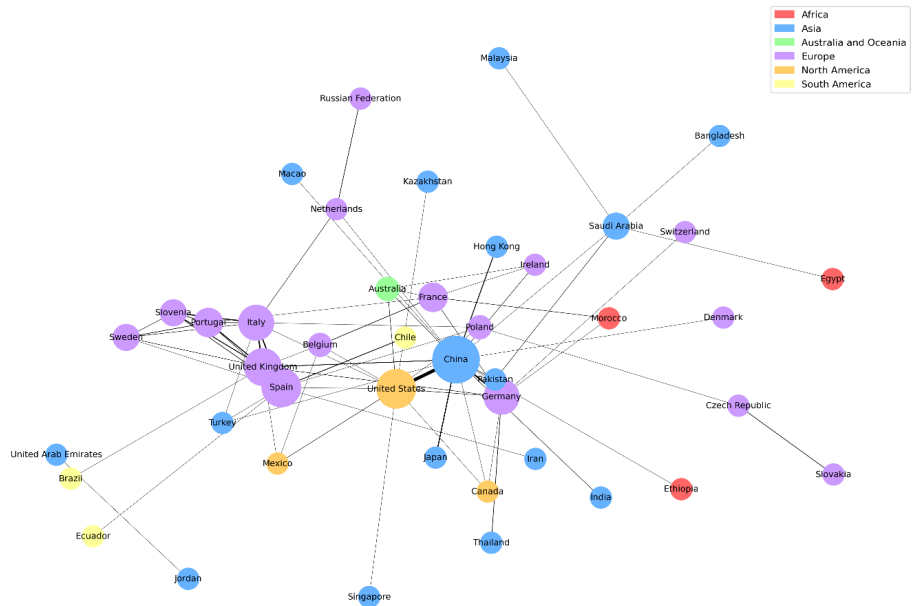 Africa
Asia
Australia and Oceania
Europe
North America
South America
Malaysia
Russian Federation
Bangladesh
Macao
Kazakhstan
Netherlands
Saudi Arabia
Switzerland
Hong Kong
Ireland
Egypt
Australia
France
Slovenia
Portugal
Italy
Morocco
Denmark
Poland
Sweden
Chile
Belgium
China
United Kingdom
Pakistan
Spain
United States
Germany
Czech Republic
Turkey
United Arab Emirates
Mexico
Japan
Iran
Brazil
Slovakia
Canada
Ethiopia
India
Ecuador
Thailand
Jordan
Singapore